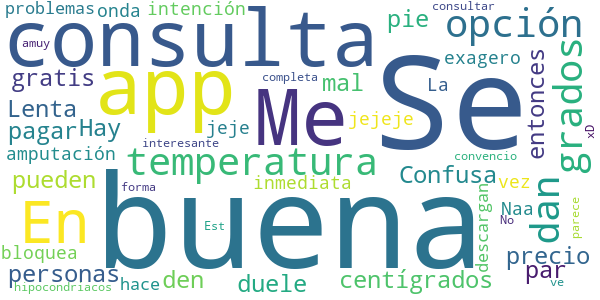 problemas onda intención consultar
consulta Se
amuy pie opción
gratis app completa mal exagero
Lenta Me La entonces grados
pagar Hay jeje jejeje xD
amputación interesante
temperatura convencio
pueden forma inmediata Confusa vez
En buena dan Naa No parece
bloquea Est descargan precio
personas hace den duele centígrados par ve
hipocondriacos